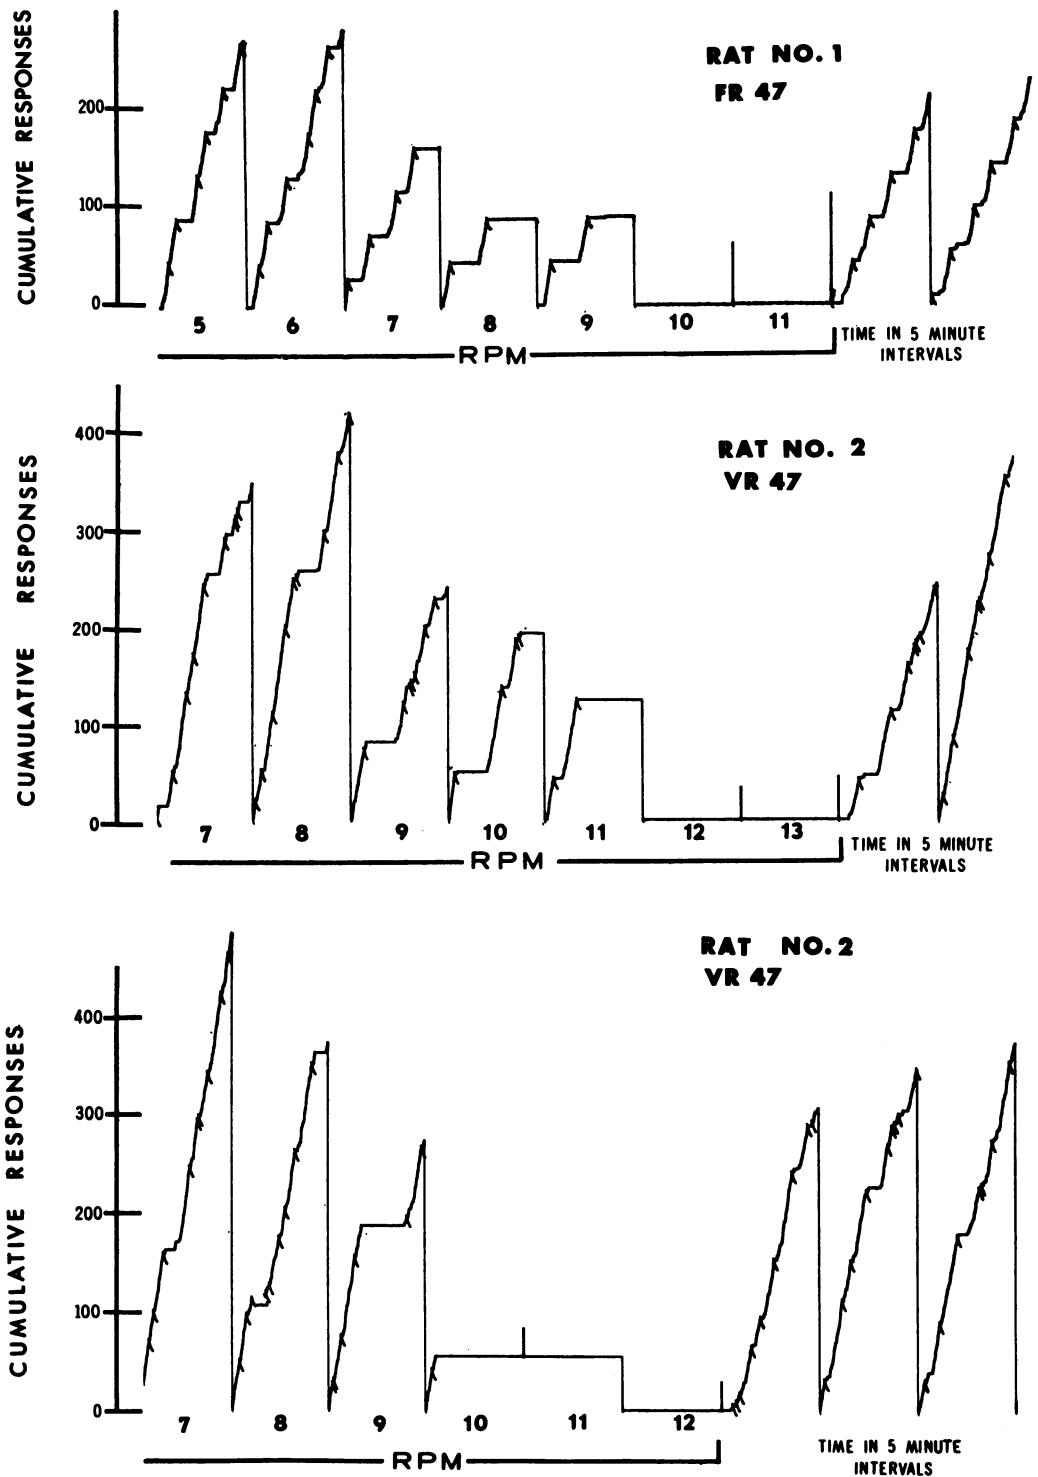 CUMULATIVE RESPONSES
RAT NO. 1
FR 47
200
100
0
5 6 7 8 9 10 11
RPM
TIME IN 5 MINUTE
INTERVALS
CUMULATIVE RESPONSES
RAT NO. 2
VR 47
400
300
200
100
0
7 8 9 10 11 12 13
RPM
TIME IN 5 MINUTE
INTERVALS
CUMULATIVE RESPONSES
RAT NO. 2
VR 47
400
300
200
100
0
7 8 9 10 11 12
RPM
TIME IN 5 MINUTE
INTERVALS